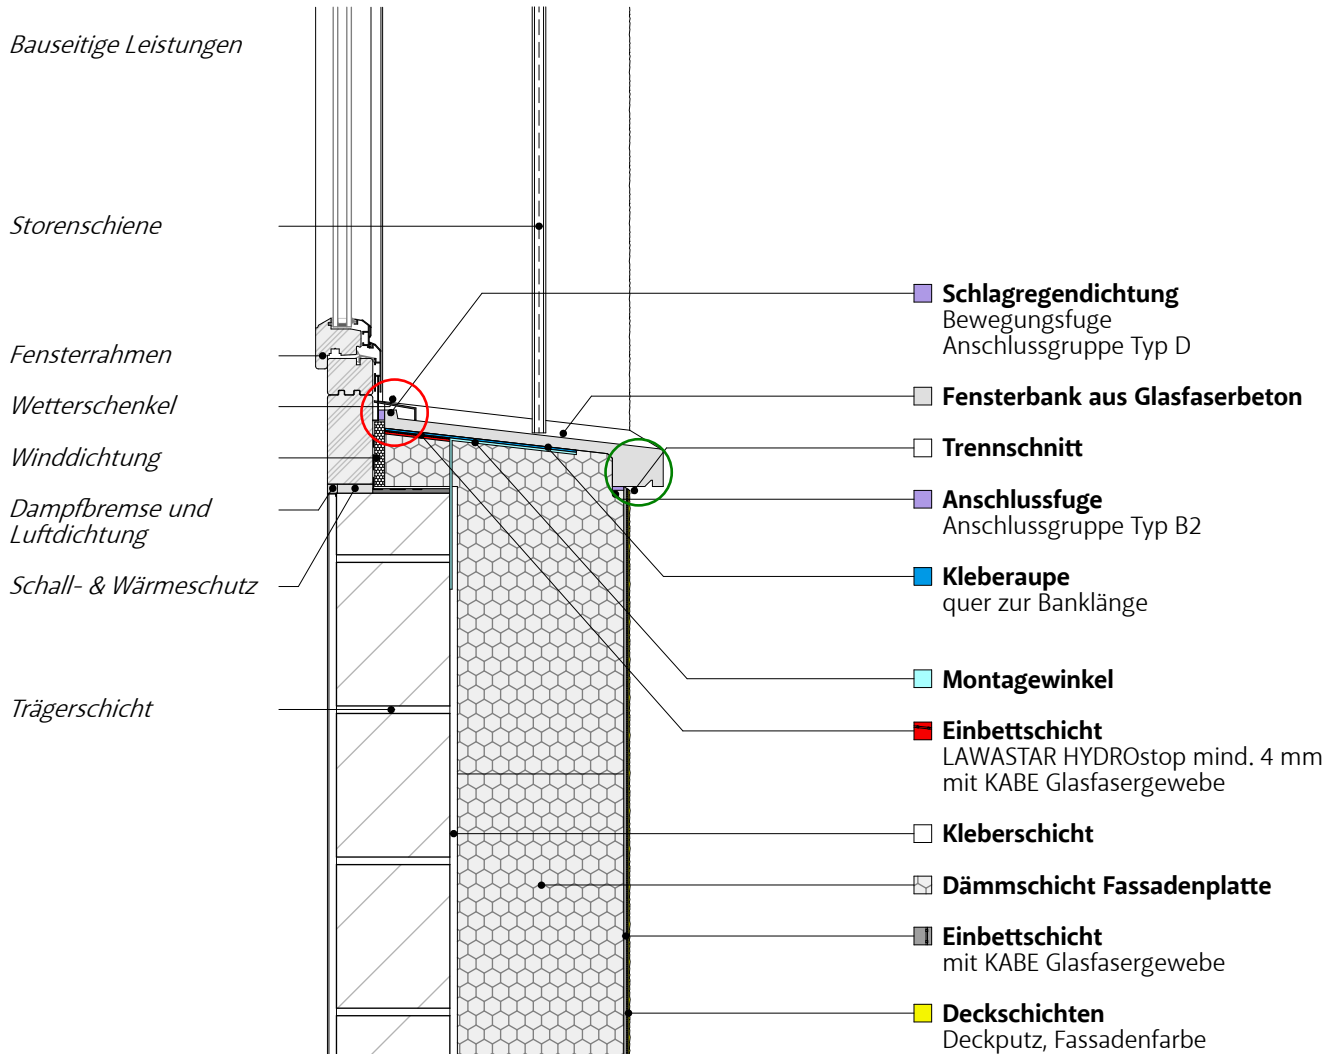 Bauseitige Leistungen
Storenschiene
Fensterrahmen
Wetterschenkel
Winddichtung
Dampfbremse und
Luftdichtung
Schall- & Wärmeschutz
Trägerschicht
Schlagregendichtung
Bewegungsfuge
Anschlussgruppe Typ D
Fensterbank aus Glasfaserbeton
Trennschnitt
Anschlussfuge
Anschlussgruppe Typ B2
Kleberaupe
quer zur Banklänge
Montagewinkel
Einbettschicht
LAWASTAR HYDROstop mind. 4 mm
mit KABE Glasfasergewebe
Kleberschicht
Dämmschicht Fassadenplatte
Einbettschicht
mit KABE Glasfasergewebe
Deckschichten
Deckputz, Fassadenfarbe